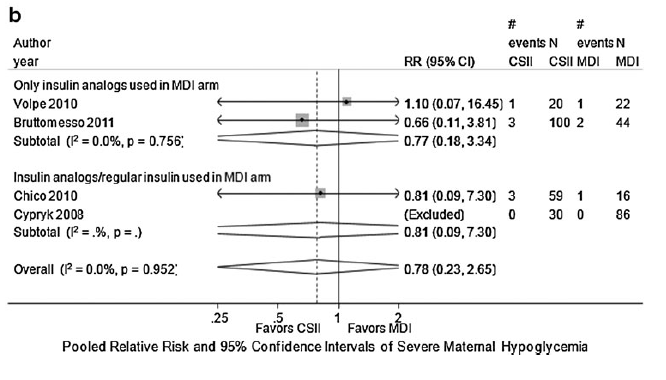 b
# #
Author events N events N
year RR (95% CI) CSII CSII MDI MDI
Only insulin analogs used in MDI arm
Volpe 2010 1.10 (0.07, 16.45) 1 20 1 22
Bruttomesso 2011 0.66 (0.11, 3.81) 3 100 2 44
Subtotal (I² = 0.0%, p = 0.756) 0.77 (0.18, 3.34)
Insulin analogs/regular insulin used in MDI arm
Chico 2010 0.81 (0.09, 7.30) 3 59 1 16
Cypryk 2008 (Excluded) 0 30 0 86
Subtotal (I² = .%, p = .) 0.81 (0.09, 7.30)
Overall (I² = 0.0%, p = 0.952) 0.78 (0.23, 2.65)
.25 .5 1 2
Favors CSII Favors MDI
Pooled Relative Risk and 95% Confidence Intervals of Severe Maternal Hypoglycemia